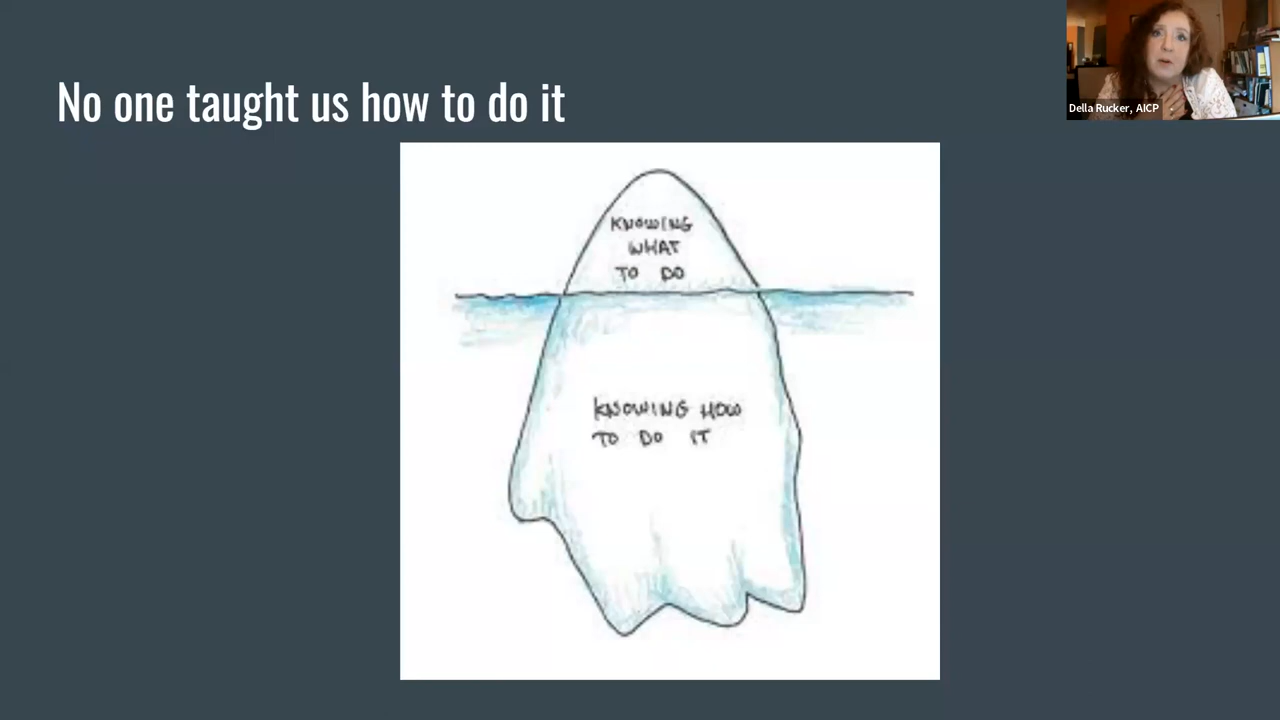 No one taught us how to do it
Della Rucker, AICP
KNOWING
WHAT
TO DO
KNOWING HOW
TO DO IT